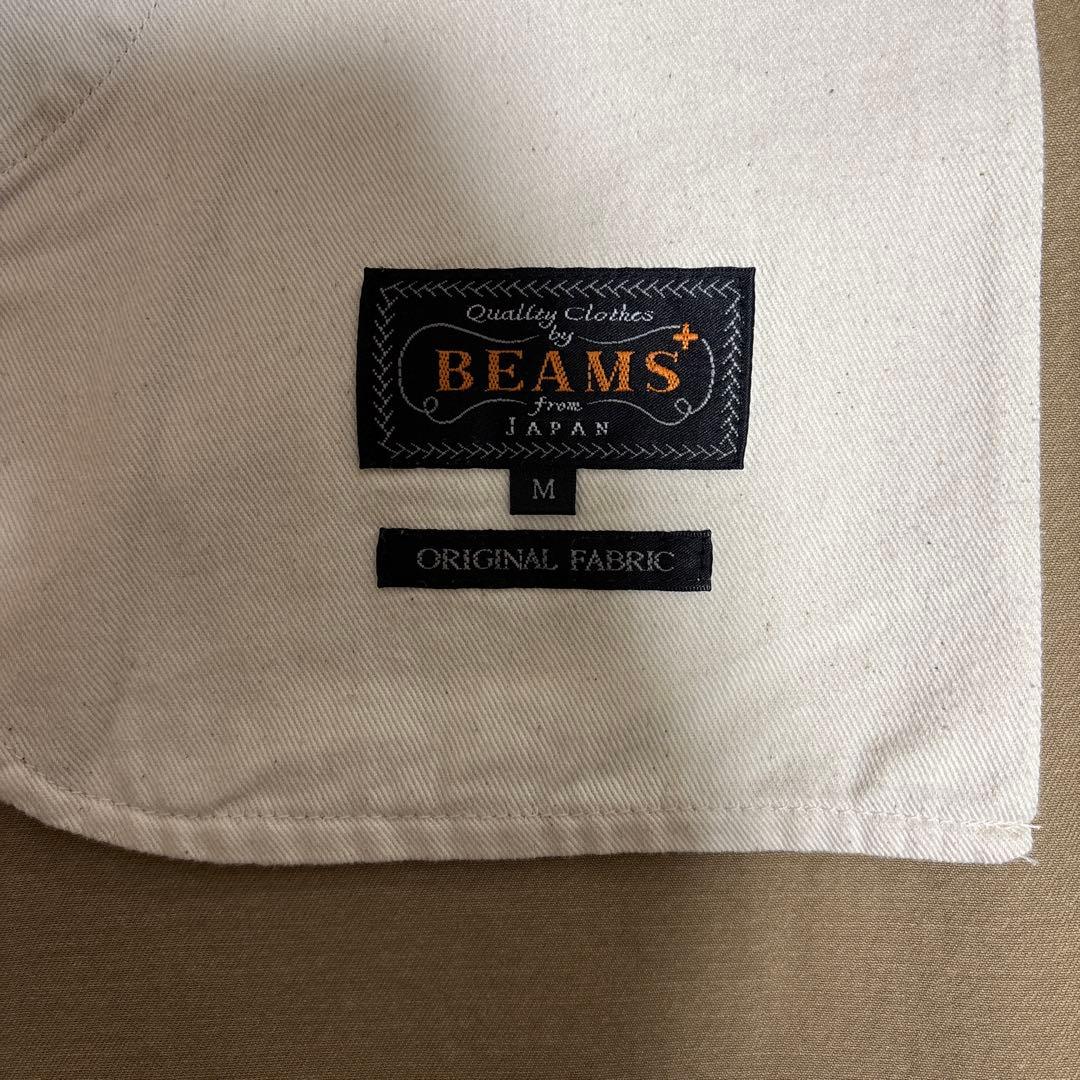 Quality Clothes
by
BEAMS+
from
JAPAN
M
ORIGINAL FABRIC